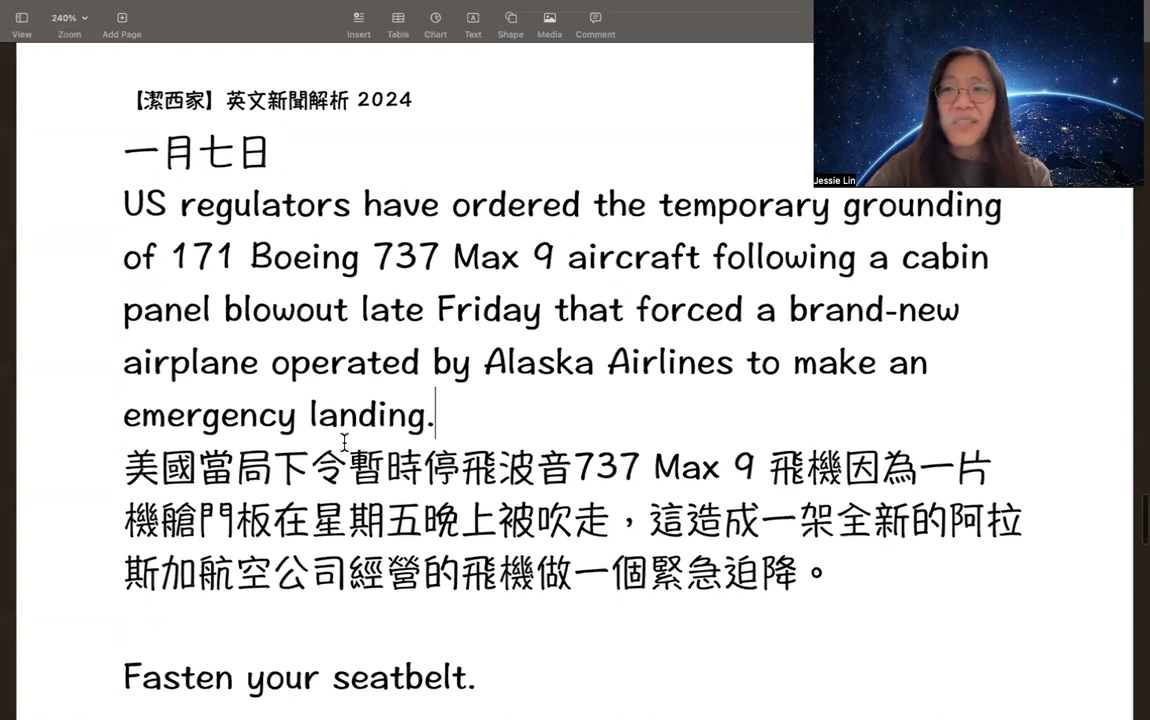 240%
View
Zoom
Add Page
Insert
Table
Chart
Text
Shape
Media
Comment
Jessie Lin
【潔西家】英文新聞解析 2024
一月七日
US regulators have ordered the temporary grounding
of 171 Boeing 737 Max 9 aircraft following a cabin
panel blowout late Friday that forced a brand-new
airplane operated by Alaska Airlines to make an
emergency landing.
美國當局下令暫時停飛波音737 Max 9 飛機因為一片
機艙門板在星期五晚上被吹走，這造成一架全新的阿拉
斯加航空公司經營的飛機做一個緊急迫降。
Fasten your seatbelt.